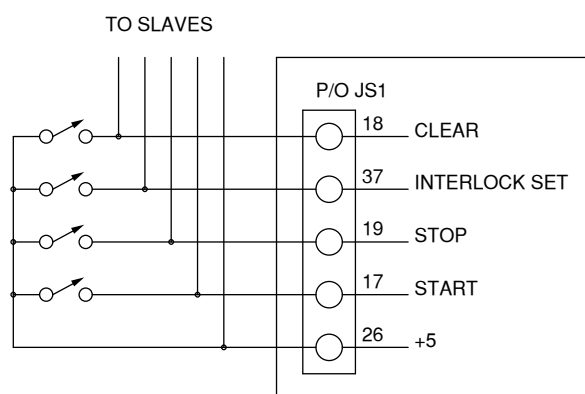 TO SLAVES
P/O JS1
18 CLEAR
37 INTERLOCK SET
19 STOP
17 START
26 +5